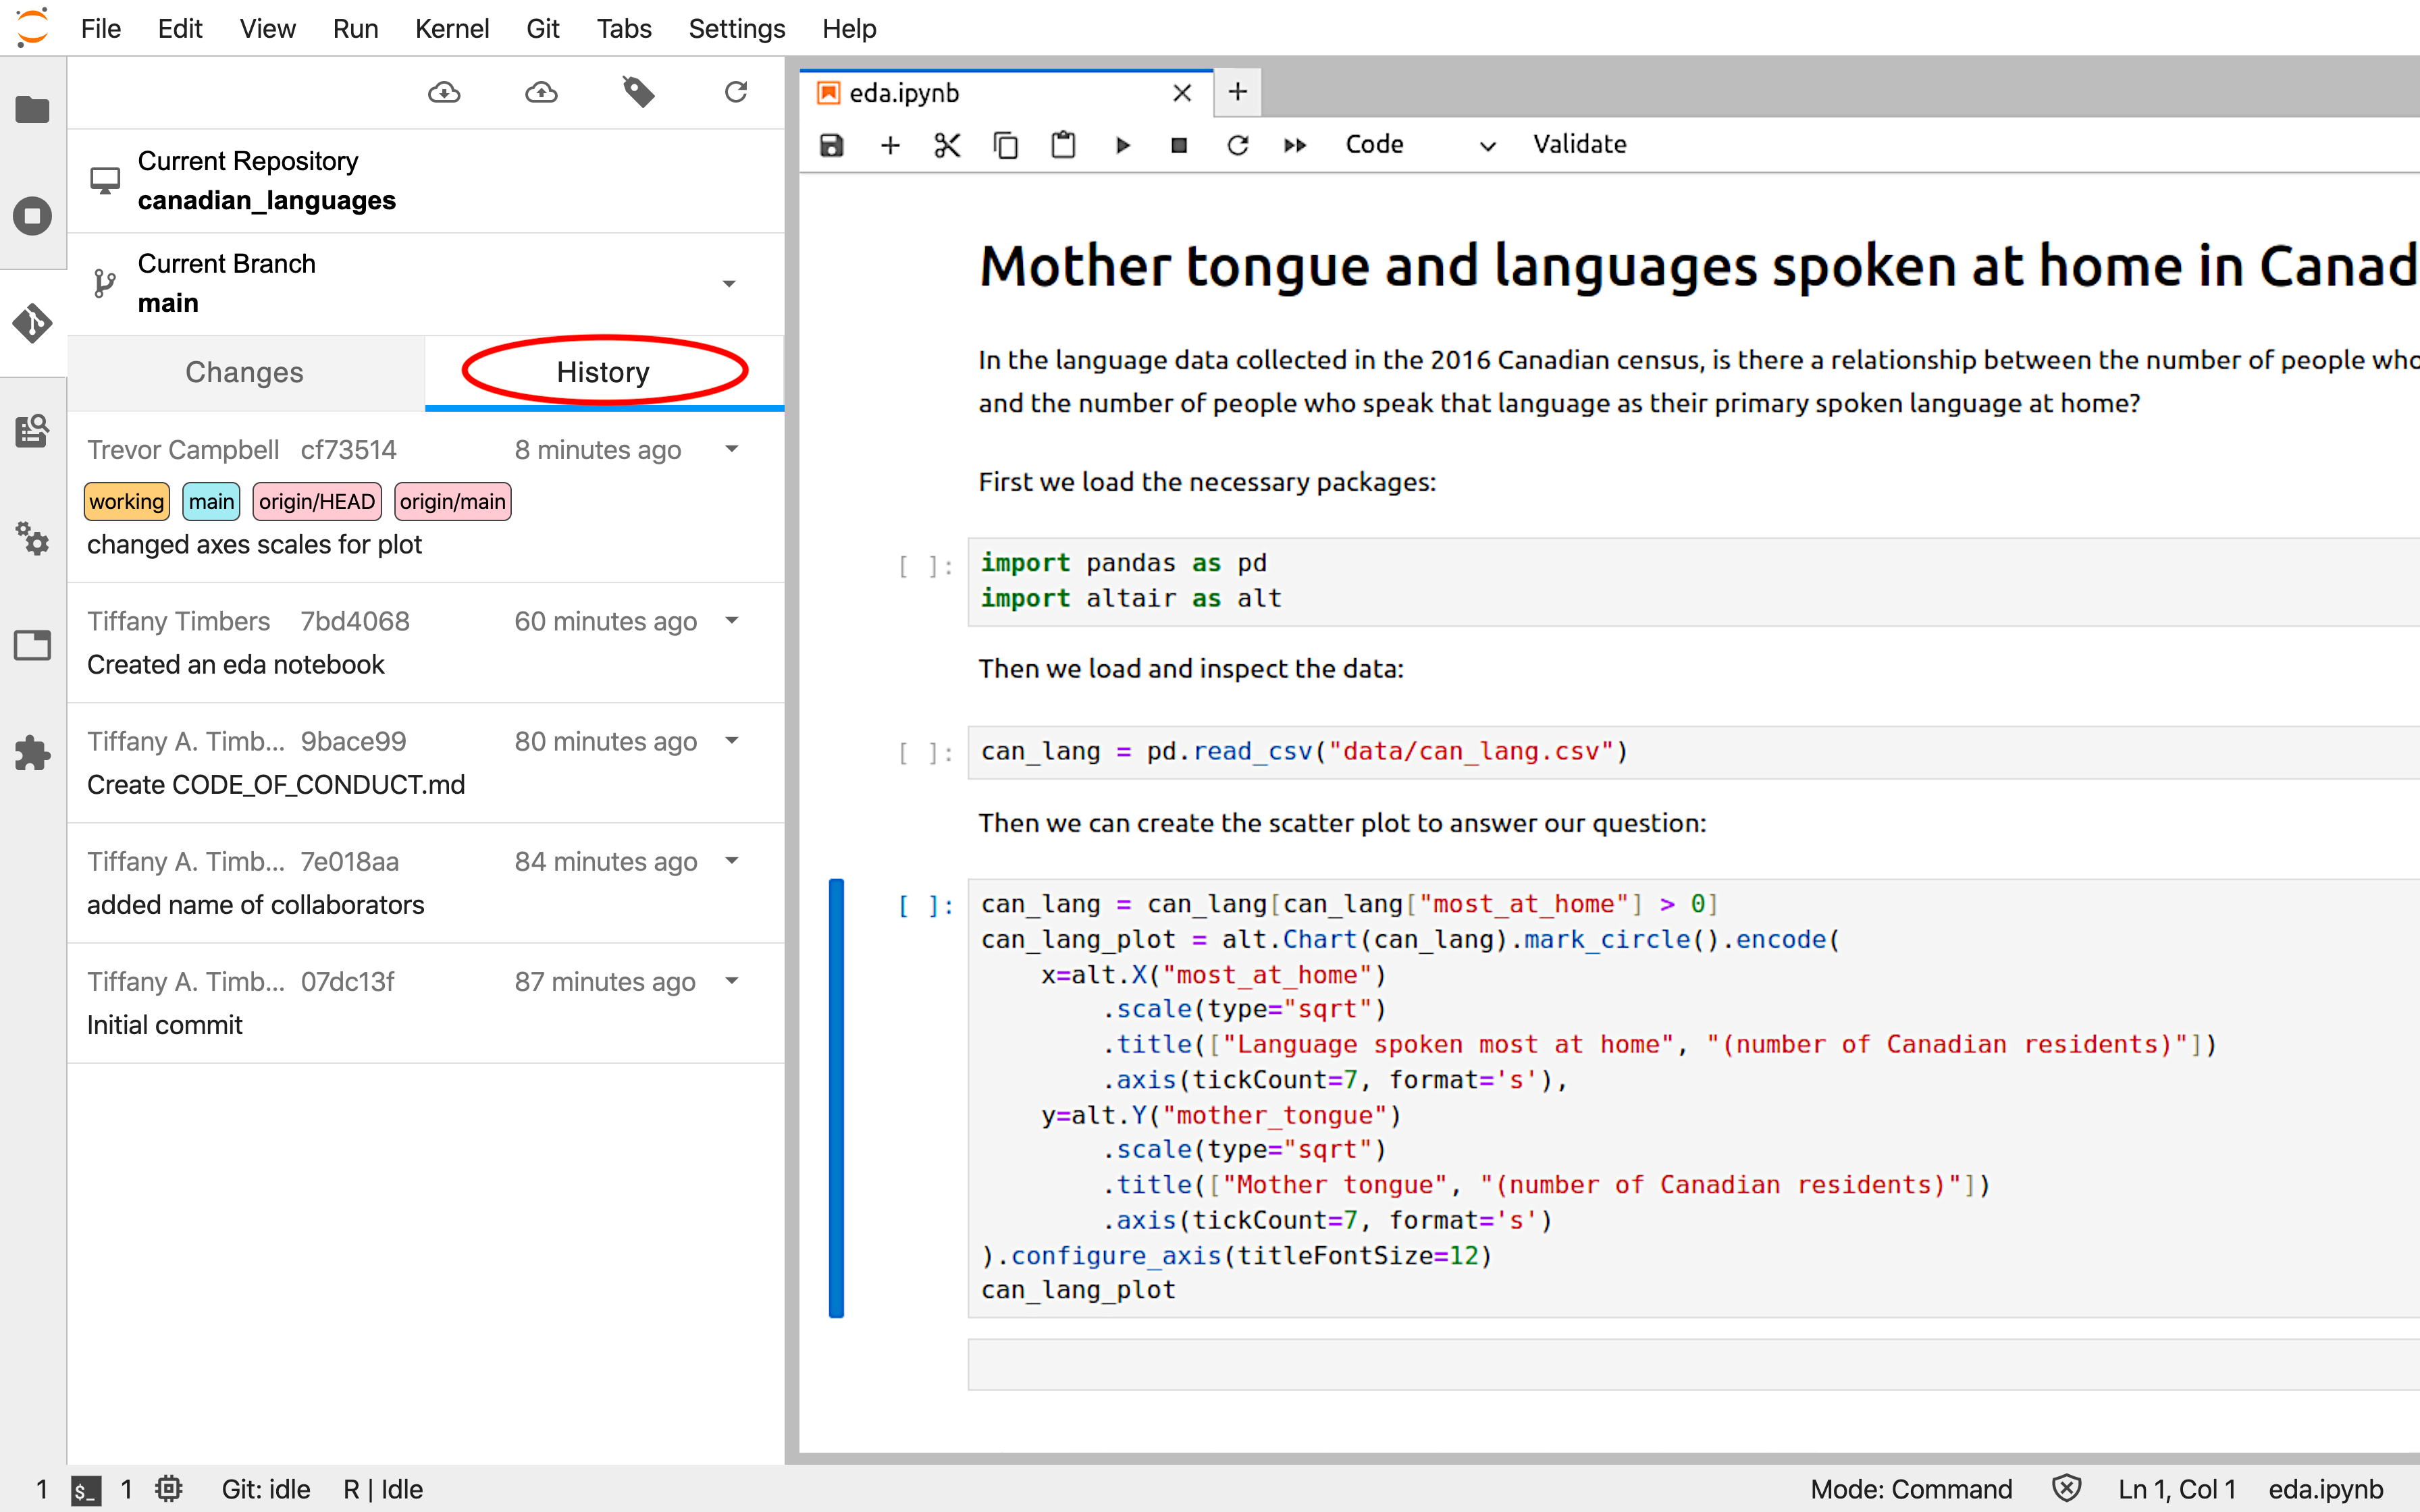 File Edit View Run Kernel Git Tabs Settings Help
Current Repository
canadian_languages
Current Branch
main
Changes History
Trevor Campbell cf73514 8 minutes ago
working main origin/HEAD origin/main
changed axes scales for plot
Tiffany Timbers 7bd4068 60 minutes ago
Created an eda notebook
Tiffany A. Timb... 9bace99 80 minutes ago
Create CODE_OF_CONDUCT.md
Tiffany A. Timb... 7e018aa 84 minutes ago
added name of collaborators
Tiffany A. Timb... 07dc13f 87 minutes ago
Initial commit
eda.ipynb
Code Validate
Mother tongue and languages spoken at home in Canad
In the language data collected in the 2016 Canadian census, is there a relationship between the number of people who
and the number of people who speak that language as their primary spoken language at home?
First we load the necessary packages:
[ ]: import pandas as pd
import altair as alt
Then we load and inspect the data:
[ ]: can_lang = pd.read_csv("data/can_lang.csv")
Then we can create the scatter plot to answer our question:
[ ]: can_lang = can_lang[can_lang["most_at_home"] > 0]
can_lang_plot = alt.Chart(can_lang).mark_circle().encode(
    x=alt.X("most_at_home")
        .scale(type="sqrt")
        .title(["Language spoken most at home", "(number of Canadian residents)"])
        .axis(tickCount=7, format='s'),
    y=alt.Y("mother_tongue")
        .scale(type="sqrt")
        .title(["Mother tongue", "(number of Canadian residents)"])
        .axis(tickCount=7, format='s')
).configure_axis(titleFontSize=12)
can_lang_plot
1 $_ 1 Git: idle R | Idle Mode: Command Ln 1, Col 1 eda.ipynb